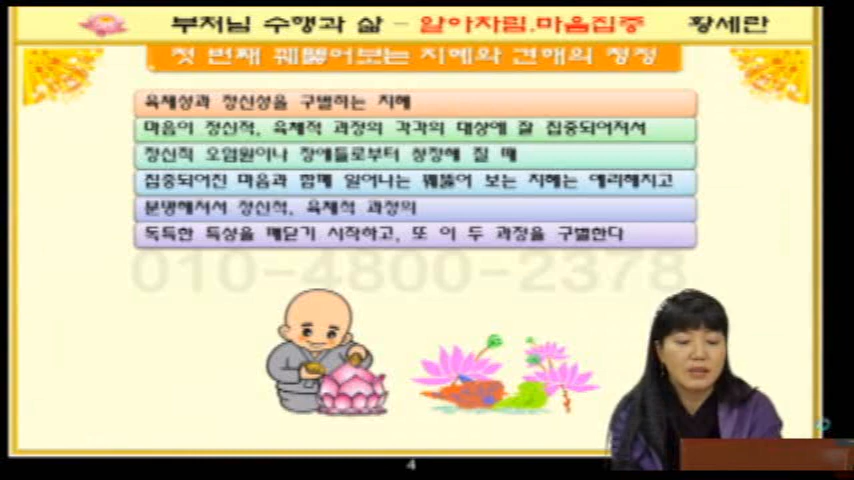 부처님 수행과 삶 - 알아차림.마음집중 황세란
첫 번째 꿰뚫어보는 지혜와 견해의 청정
육체성과 정신성을 구별하는 지혜
마음이 정신적, 육체적 과정의 각각의 대상에 잘 집중되어져서
정신적 오염원이나 장애들로부터 청정해 질 때
집중되어진 마음과 함께 일어나는 꿰뚫어 보는 지혜는 예리해지고
분명해져서 정신적, 육체적 과정의
독특한 특성을 깨닫기 시작하고, 또 이 두 과정을 구별한다
010-4800-2378
4